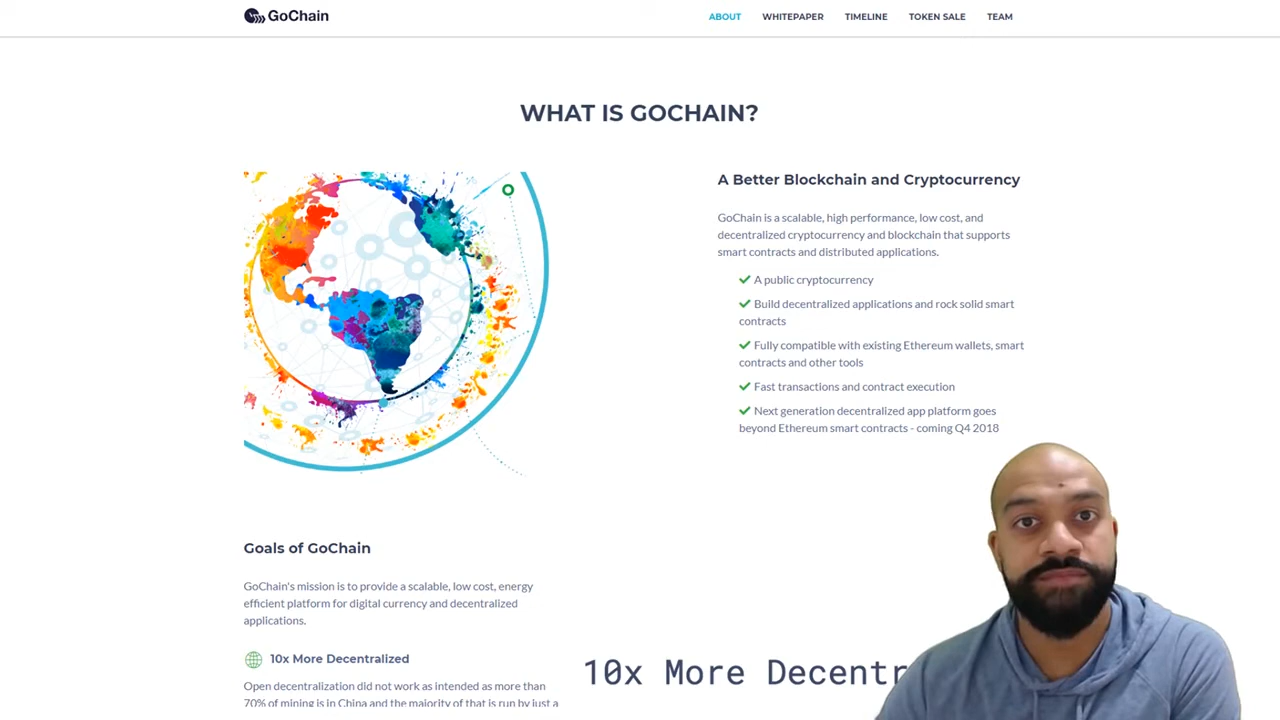 GoChain
ABOUT WHITEPAPER TIMELINE TOKEN SALE TEAM
WHAT IS GOCHAIN?
A Better Blockchain and Cryptocurrency
GoChain is a scalable, high performance, low cost, and
decentralized cryptocurrency and blockchain that supports
smart contracts and distributed applications.
A public cryptocurrency
Build decentralized applications and rock solid smart
contracts
Fully compatible with existing Ethereum wallets, smart
contracts and other tools
Fast transactions and contract execution
Next generation decentralized app platform goes
beyond Ethereum smart contracts - coming Q4 2018
Goals of GoChain
GoChain's mission is to provide a scalable, low cost, energy
efficient platform for digital currency and decentralized
applications.
10x More Decentralized
Open decentralization did not work as intended as more than
70% of mining is in China and the majority of that is run by just a
10x More Decentr